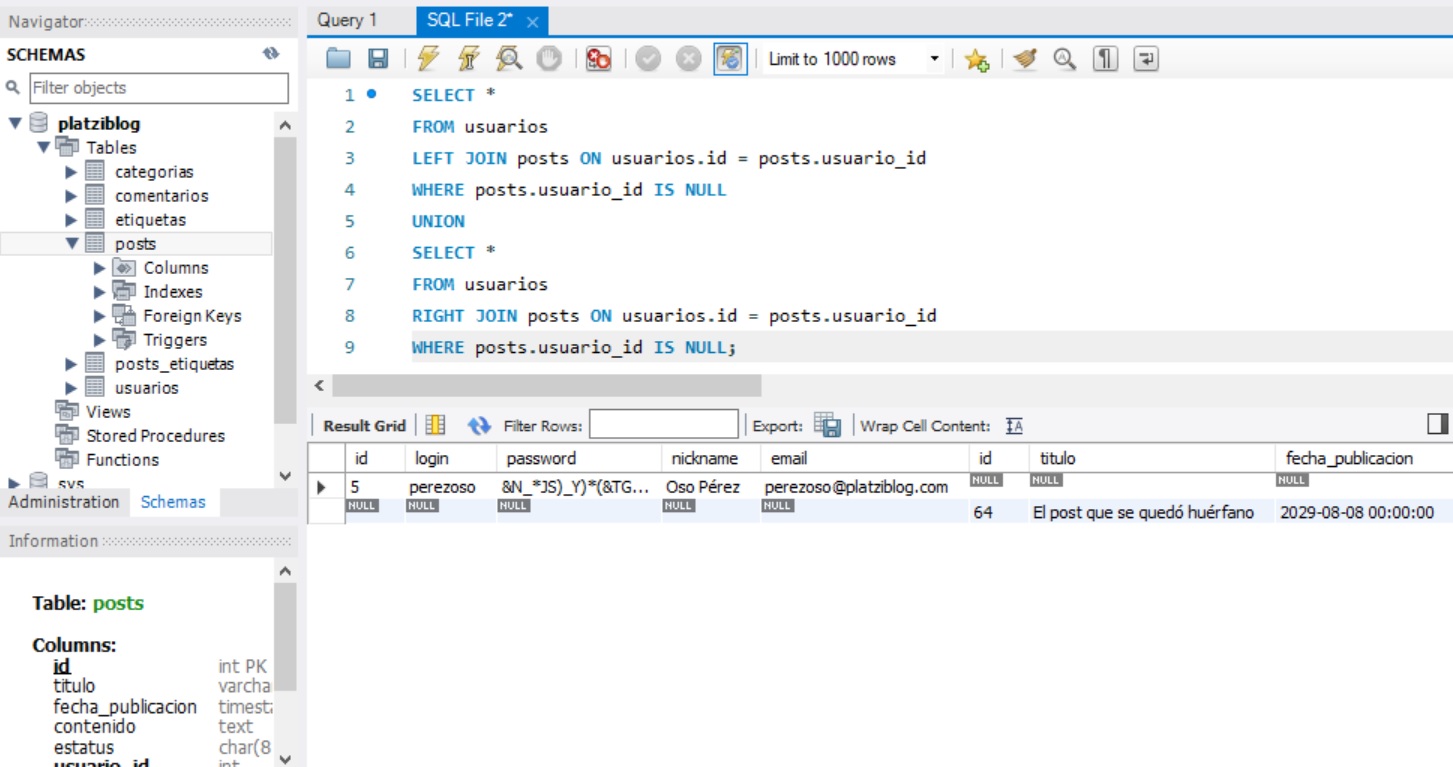 Navigator
Query 1
SQL File 2*
SCHEMAS
Limit to 1000 rows
Filter objects
platziblog
Tables
categorias
comentarios
etiquetas
posts
Columns
Indexes
Foreign Keys
Triggers
posts_etiquetas
usuarios
Views
Stored Procedures
Functions
sys
Administration Schemas
Information
Table: posts
Columns:
id int PK
titulo varcha
fecha_publicacion timest
contenido text
estatus char(8
usuario_id int
1 SELECT *
2 FROM usuarios
3 LEFT JOIN posts ON usuarios.id = posts.usuario_id
4 WHERE posts.usuario_id IS NULL
5 UNION
6 SELECT *
7 FROM usuarios
8 RIGHT JOIN posts ON usuarios.id = posts.usuario_id
9 WHERE posts.usuario_id IS NULL;
Result Grid Filter Rows: Export: Wrap Cell Content: IA
id login password nickname email id titulo fecha_publicacion
5 perezoso &N_*JS)_Y)*(&TG... Oso Pérez perezoso@platziblog.com NULL NULL NULL
NULL NULL NULL NULL NULL 64 El post que se quedó huérfano 2029-08-08 00:00:00